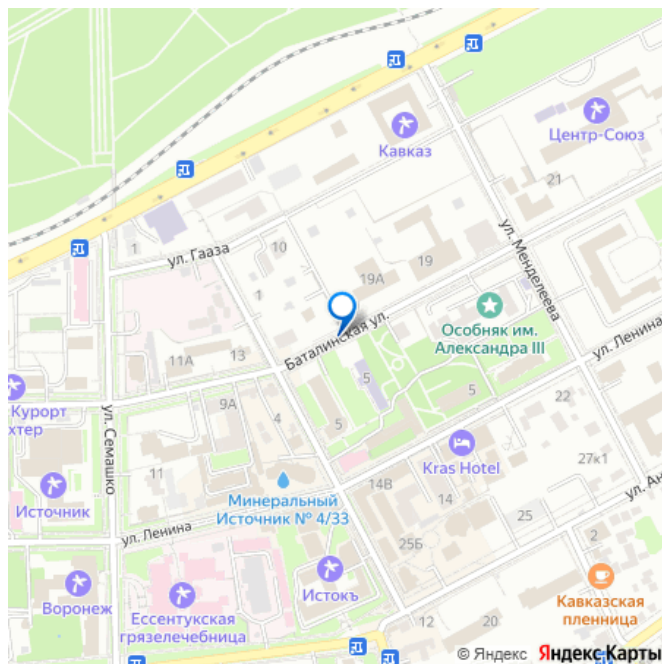 Кавказ
Центр-Союз
21
ул. Менделеева
1
ул. Гааза
10
19А
19
1
Особняк им.
Александра III
Баталинская ул.
ул. Ленина
11А
13
Курорт
хтер
ул. Семашко
9А
4
5
5
5
22
Kras Hotel
11
Источник
Минеральный
Источник № 4/33
14В
14
27к1
ул. Ан
ул. Ленина
25Б
25
2
Воронеж
Ессентукская
грязелечебница
Истокъ
Кавказская
пленница
12
20
© Яндекс Яндекс Карты